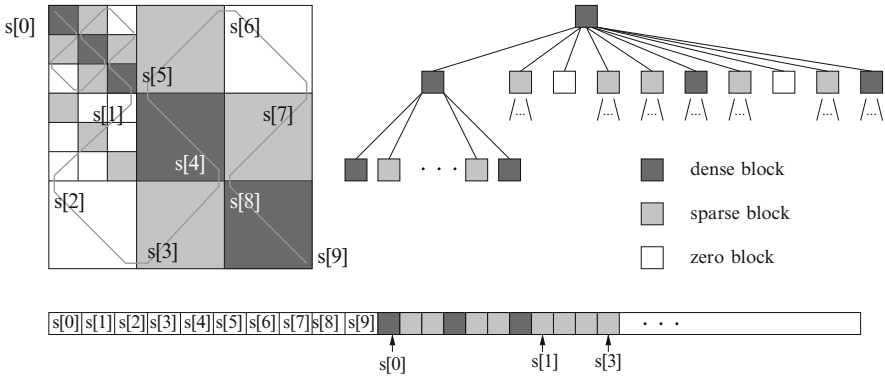 s[0]
s[6]
s[5]
s[1]
s[7]
s[4]
s[2]
s[8]
s[3]
s[9]
... ... ... ... ... ...
. . .
dense block
sparse block
zero block
s[0] s[1] s[2] s[3] s[4] s[5] s[6] s[7] s[8] s[9] . . .
s[0] s[1] s[3]